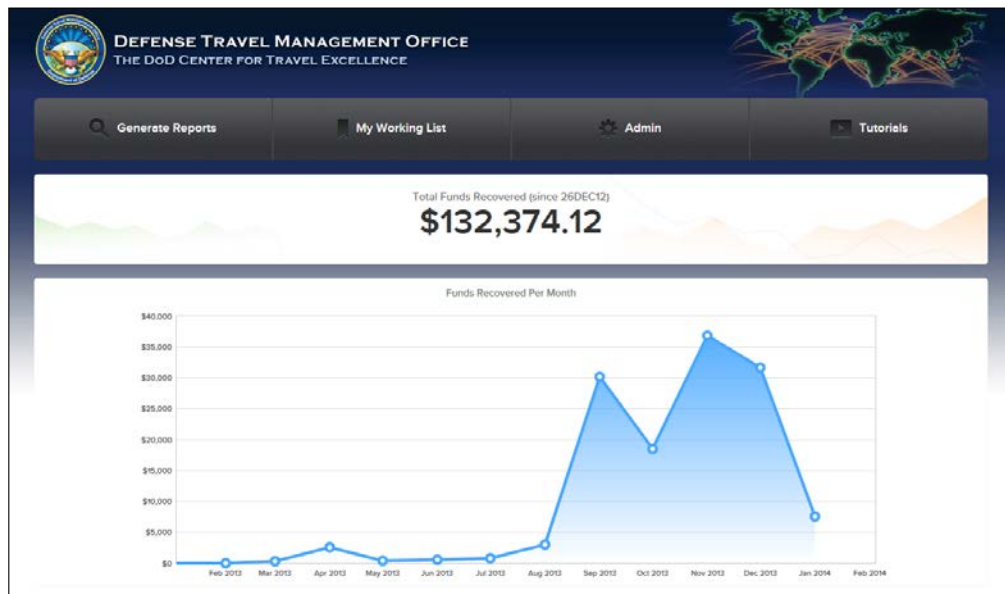 DEFENSE TRAVEL MANAGEMENT OFFICE
THE DOD CENTER FOR TRAVEL EXCELLENCE
Generate Reports
My Working List
Admin
Tutorials
Total Funds Recovered (since 26DEC12)
$132,374.12
Funds Recovered Per Month
$40,000
$35,000
$30,000
$25,000
$20,000
$15,000
$10,000
$5,000
$0
Feb 2013 Mar 2013 Apr 2013 May 2013 Jun 2013 Jul 2013 Aug 2013 Sep 2013 Oct 2013 Nov 2013 Dec 2013 Jan 2014 Feb 2014